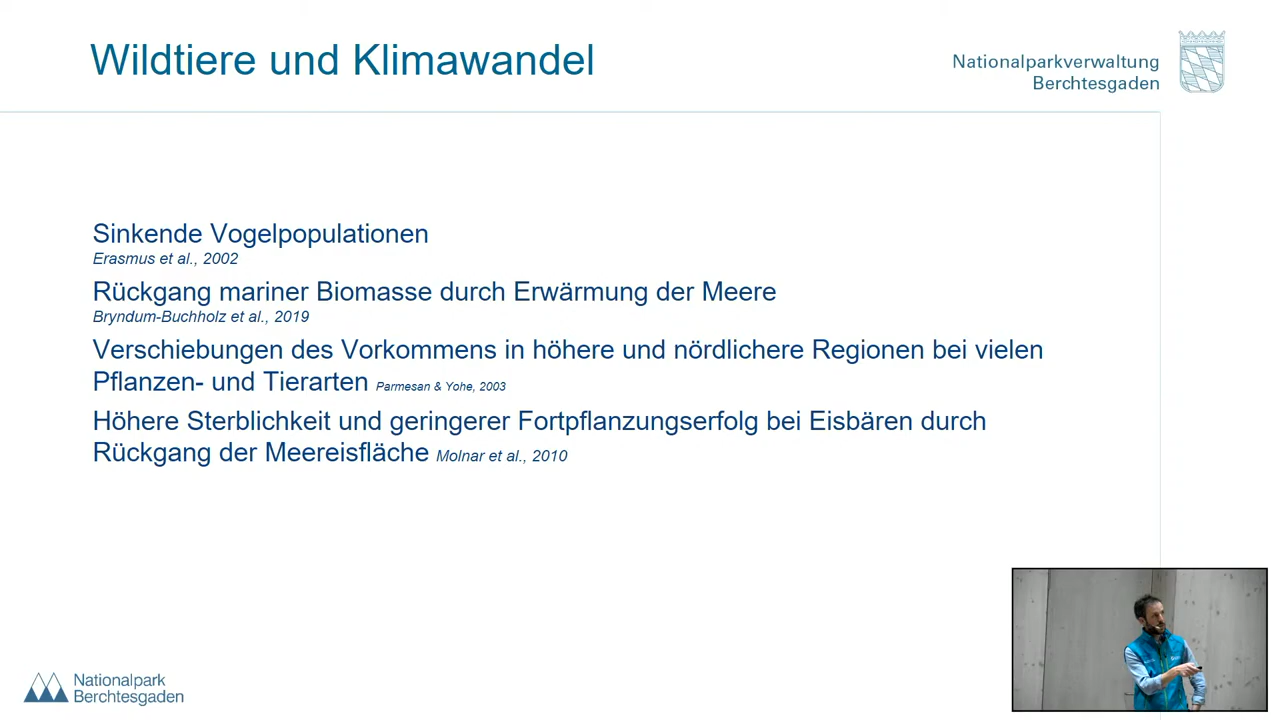 Wildtiere und Klimawandel
Nationalparkverwaltung
Berchtesgaden
Sinkende Vogelpopulationen
Erasmus et al., 2002
Rückgang mariner Biomasse durch Erwärmung der Meere
Bryndum-Buchholz et al., 2019
Verschiebungen des Vorkommens in höhere und nördlichere Regionen bei vielen
Pflanzen- und Tierarten Parmesan & Yohe, 2003
Höhere Sterblichkeit und geringerer Fortpflanzungserfolg bei Eisbären durch
Rückgang der Meereisfläche Molnar et al., 2010
Nationalpark
Berchtesgaden